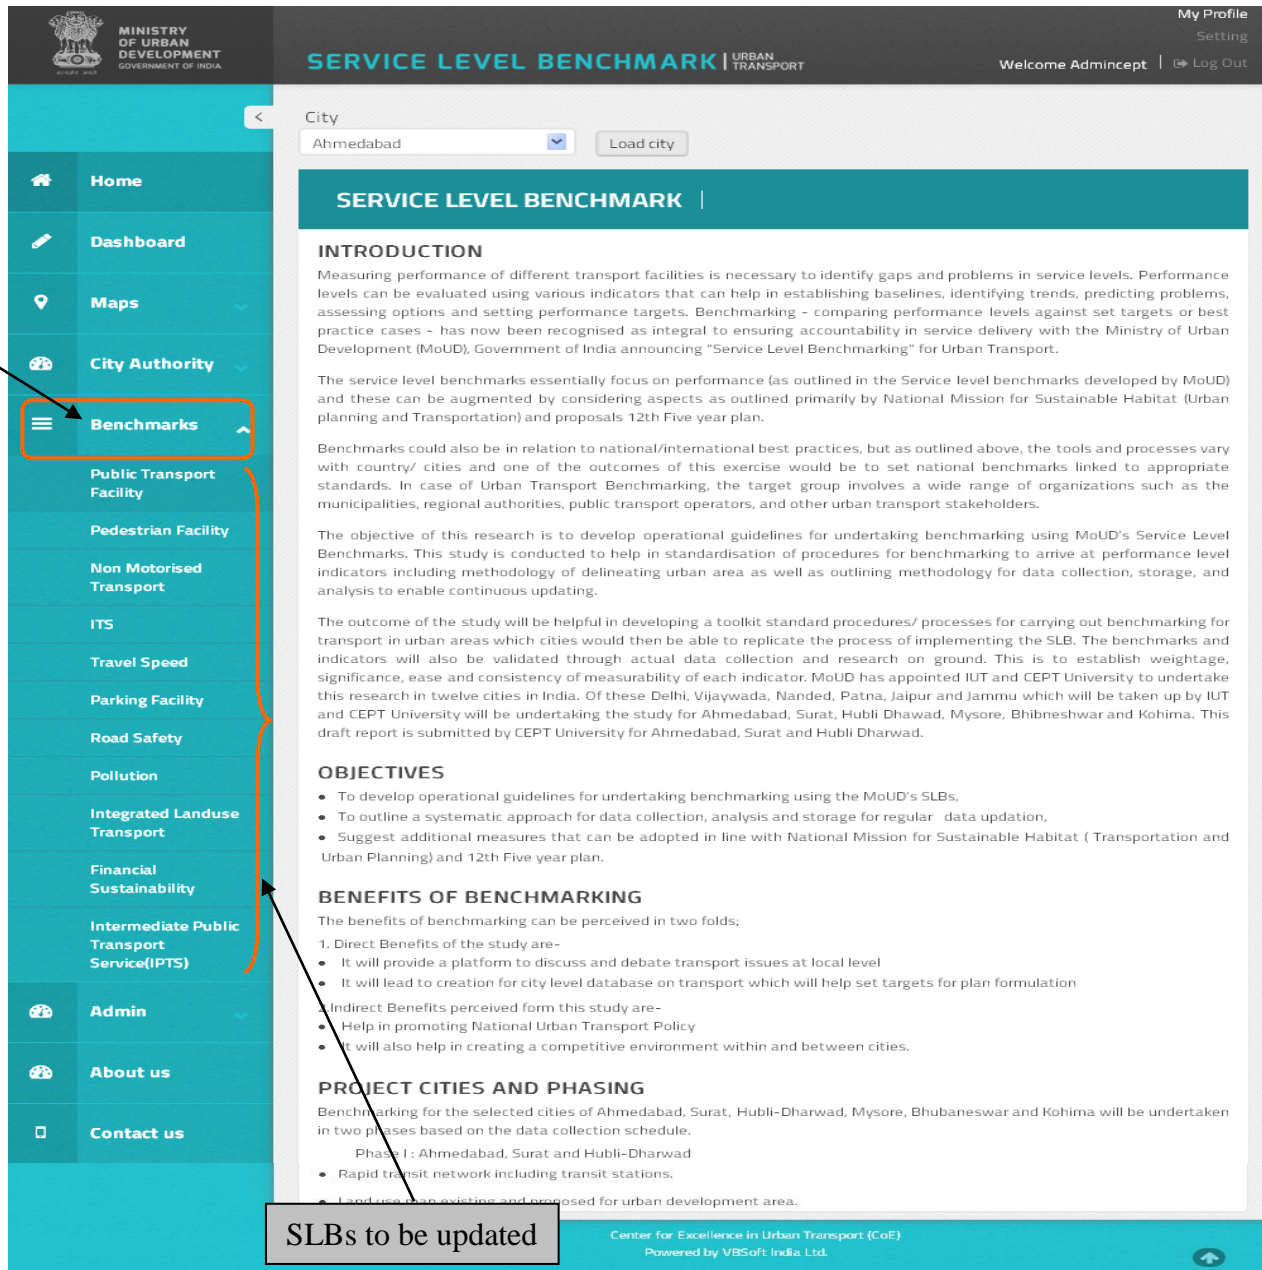 MINISTRY
OF URBAN
DEVELOPMENT
GOVERNMENT OF INDIA
SERVICE LEVEL BENCHMARK | URBAN
TRANSPORT
My Profile
Setting
Welcome Admincept | Log Out
<
City
Ahmedabad
Load city
Home
Dashboard
Maps
City Authority
Benchmarks
Public Transport
Facility
Pedestrian Facility
Non Motorised
Transport
ITS
Travel Speed
Parking Facility
Road Safety
Pollution
Integrated Landuse
Transport
Financial
Sustainability
Intermediate Public
Transport
Service(IPTS)
Admin
About us
Contact us
SERVICE LEVEL BENCHMARK |
INTRODUCTION
Measuring performance of different transport facilities is necessary to identify gaps and problems in service levels. Performance
levels can be evaluated using various indicators that can help in establishing baselines, identifying trends, predicting problems,
assessing options and setting performance targets. Benchmarking - comparing performance levels against set targets or best
practice cases - has now been recognised as integral to ensuring accountability in service delivery with the Ministry of Urban
Development (MoUD), Government of India announcing "Service Level Benchmarking" for Urban Transport.
The service level benchmarks essentially focus on performance (as outlined in the Service level benchmarks developed by MoUD)
and these can be augmented by considering aspects as outlined primarily by National Mission for Sustainable Habitat (Urban
planning and Transportation) and proposals 12th Five year plan.
Benchmarks could also be in relation to national/international best practices, but as outlined above, the tools and processes vary
with country/ cities and one of the outcomes of this exercise would be to set national benchmarks linked to appropriate
standards. In case of Urban Transport Benchmarking, the target group involves a wide range of organizations such as the
municipalities, regional authorities, public transport operators, and other urban transport stakeholders.
The objective of this research is to develop operational guidelines for undertaking benchmarking using MoUD's Service Level
Benchmarks. This study is conducted to help in standardisation of procedures for benchmarking to arrive at performance level
indicators including methodology of delineating urban area as well as outlining methodology for data collection, storage, and
analysis to enable continuous updating.
The outcome of the study will be helpful in developing a toolkit standard procedures/ processes for carrying out benchmarking for
transport in urban areas which cities would then be able to replicate the process of implementing the SLB. The benchmarks and
indicators will also be validated through actual data collection and research on ground. This is to establish weightage,
significance, ease and consistency of measurability of each indicator. MoUD has appointed IUT and CEPT University to undertake
this research in twelve cities in India. Of these Delhi, Vijaywada, Nanded, Patna, Jaipur and Jammu which will be taken up by IUT
and CEPT University will be undertaking the study for Ahmedabad, Surat, Hubli Dhawad, Mysore, Bhibneshwar and Kohima. This
draft report is submitted by CEPT University for Ahmedabad, Surat and Hubli Dharwad.
OBJECTIVES
• To develop operational guidelines for undertaking benchmarking using the MoUD's SLBs,
• To outline a systematic approach for data collection, analysis and storage for regular data updation,
• Suggest additional measures that can be adopted in line with National Mission for Sustainable Habitat ( Transportation and
Urban Planning) and 12th Five year plan.
BENEFITS OF BENCHMARKING
The benefits of benchmarking can be perceived in two folds;
1. Direct Benefits of the study are-
• It will provide a platform to discuss and debate transport issues at local level
• It will lead to creation for city level database on transport which will help set targets for plan formulation
2.Indirect Benefits perceived form this study are-
• Help in promoting National Urban Transport Policy
• It will also help in creating a competitive environment within and between cities.
PROJECT CITIES AND PHASING
Benchmarking for the selected cities of Ahmedabad, Surat, Hubli-Dharwad, Mysore, Bhubaneswar and Kohima will be undertaken
in two phases based on the data collection schedule.
Phase I : Ahmedabad, Surat and Hubli-Dharwad
• Rapid transit network including transit stations.
• Land use map existing and proposed for urban development area.
SLBs to be updated
Center for Excellence in Urban Transport (CoE)
Powered by VBSoft India Ltd.